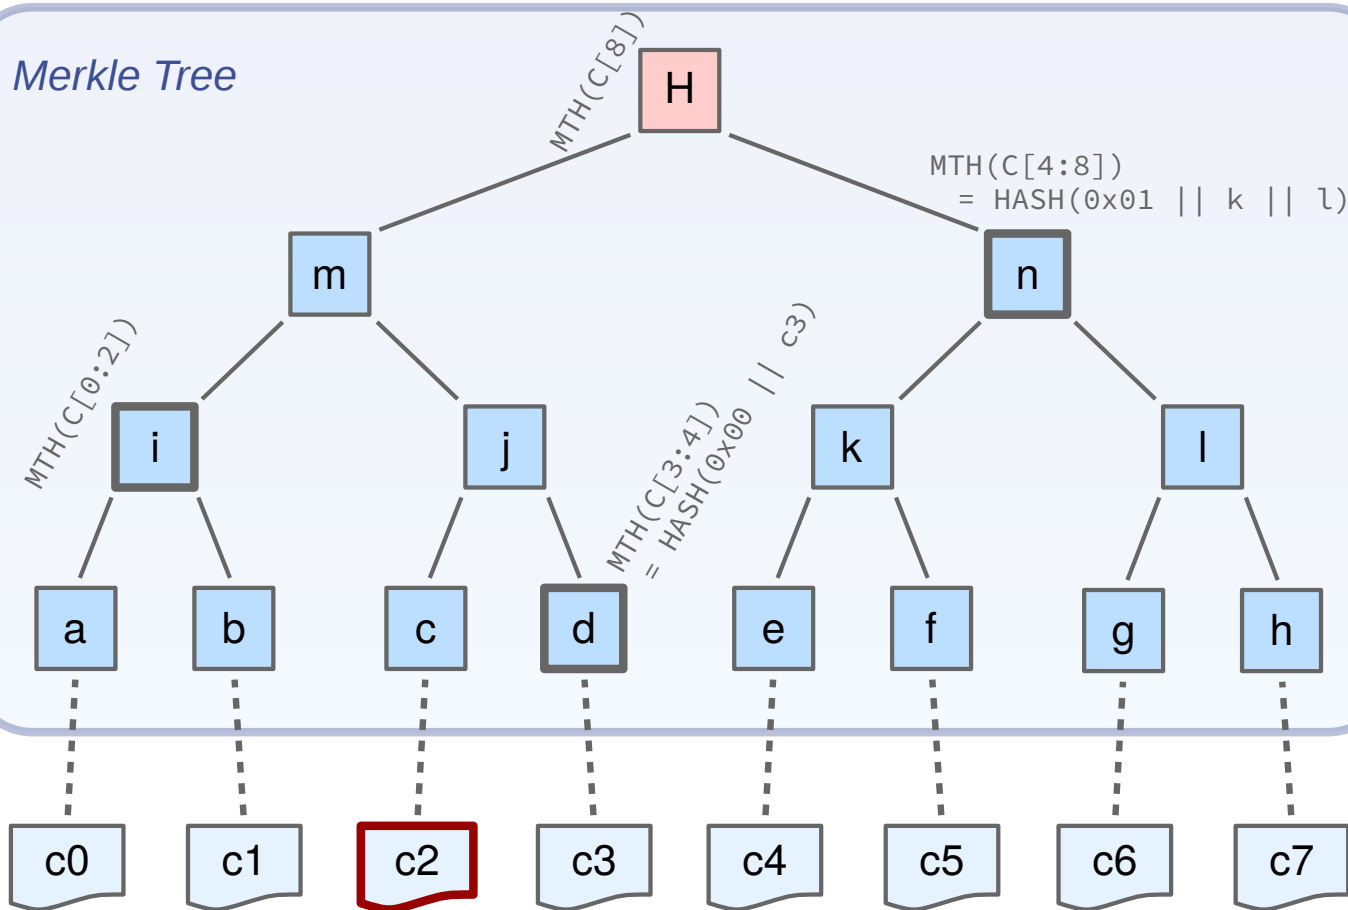 Merkle Tree
MTH(C[8])
H
MTH(C[4:8])
= HASH(0x01 || k || l)
m
n
MTH(C[0:2])
i
j
MTH(C[3:4])
= HASH(0x00 || c3)
k
l
a
b
c
d
e
f
g
h
c0
c1
c2
c3
c4
c5
c6
c7